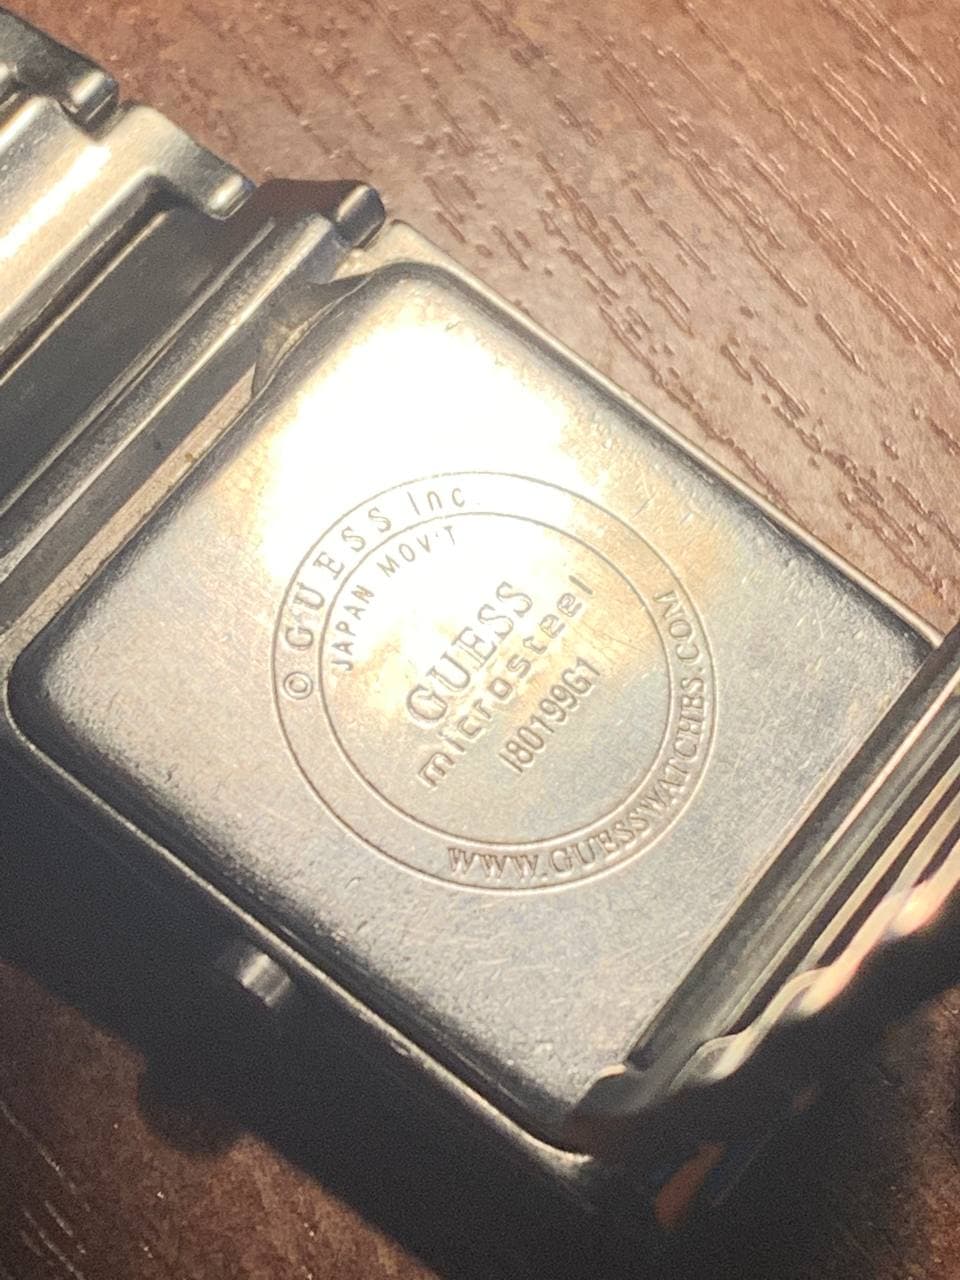 © GUESS Inc.
JAPAN MOV'T
GUESS
microsteel
I80199G1
WWW.GUESSWATCHES.COM